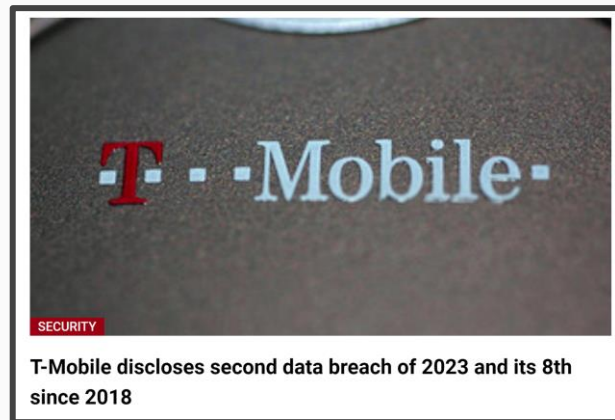 T··Mobile·
SECURITY
T-Mobile discloses second data breach of 2023 and its 8th
since 2018